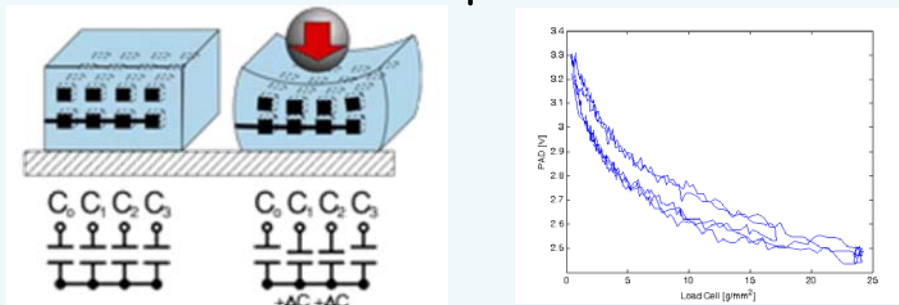 C₀ C₁ C₂ C₃
C₀ C₁ C₂ C₃
+ΔC +ΔC
3.4
3.3
3.2
3.1
3
2.9
2.8
2.7
2.6
2.5
PAD [V]
0 5 10 15 20 25
Load Cell [g/mm²]